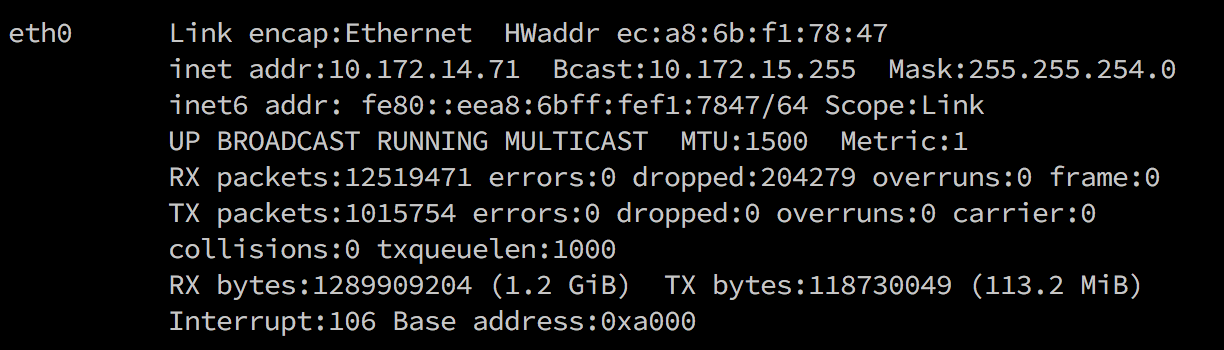 eth0      Link encap:Ethernet  HWaddr ec:a8:6b:f1:78:47
          inet addr:10.172.14.71  Bcast:10.172.15.255  Mask:255.255.254.0
          inet6 addr: fe80::eea8:6bff:fef1:7847/64 Scope:Link
          UP BROADCAST RUNNING MULTICAST  MTU:1500  Metric:1
          RX packets:12519471 errors:0 dropped:204279 overruns:0 frame:0
          TX packets:1015754 errors:0 dropped:0 overruns:0 carrier:0
          collisions:0 txqueuelen:1000
          RX bytes:1289909204 (1.2 GiB)  TX bytes:118730049 (113.2 MiB)
          Interrupt:106 Base address:0xa000